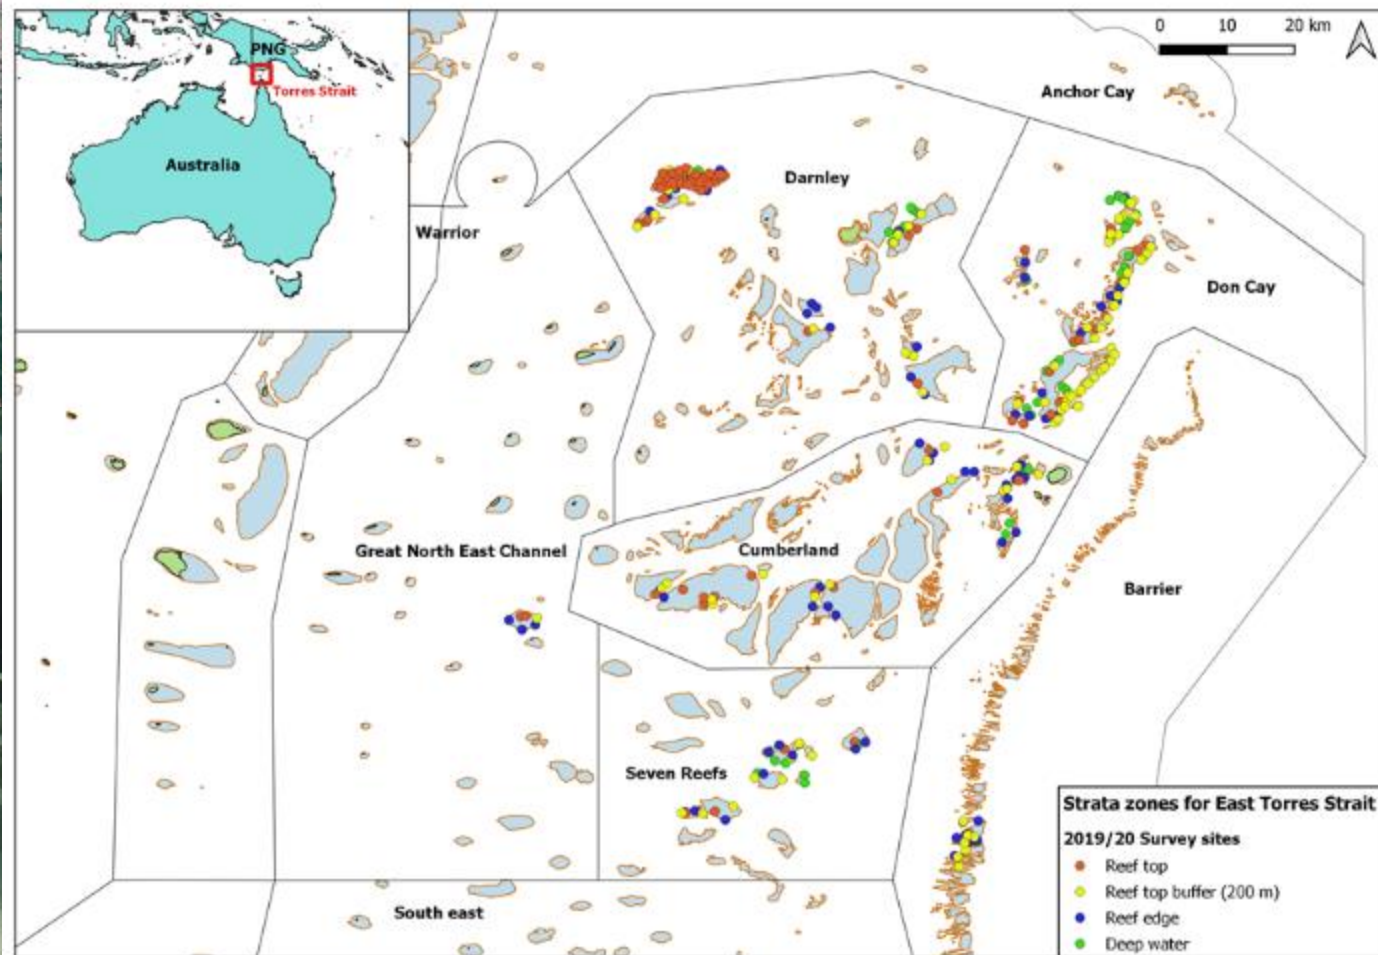 0 10 20 km
PNG
Torres Strait
Anchor Cay
Australia
Darnley
Warrior
Don Cay
Great North East Channel
Cumberland
Barrier
Seven Reefs
Strata zones for East Torres Strait
2019/20 Survey sites
Reef top
Reef top buffer (200 m)
South east
Reef edge
Deep water